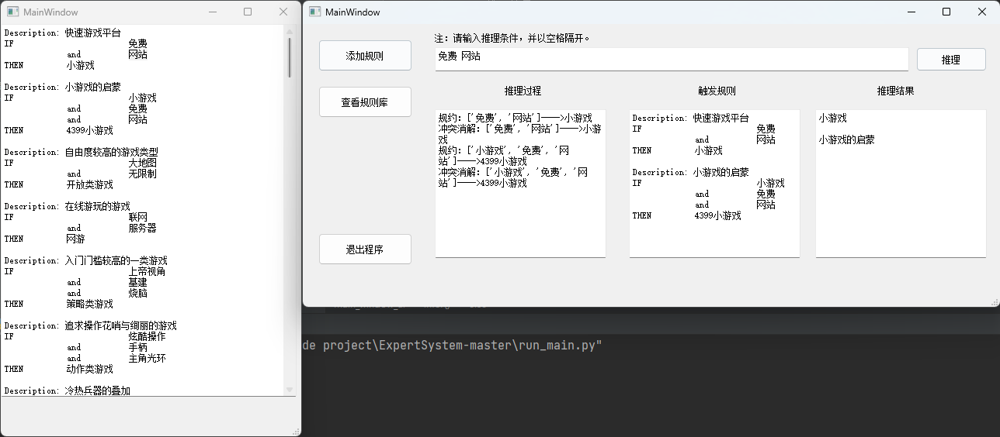 MainWindow
Description: 快速游戏平台
IF 免费
and 网站
THEN 小游戏
Description: 小游戏的启蒙
IF 小游戏
and 免费
and 网站
THEN 4399小游戏
Description: 自由度较高的游戏类型
IF 大地图
and 无限制
THEN 开放类游戏
Description: 在线游玩的游戏
IF 联网
and 服务器
THEN 网游
Description: 入门门槛较高的一类游戏
IF 上帝视角
and 基建
and 烧脑
THEN 策略类游戏
Description: 追求操作花哨与绚丽的游戏
IF 炫酷操作
and 手柄
and 主角光环
THEN 动作类游戏
Description: 冷热兵器的叠加
MainWindow
添加规则
查看规则库
退出程序
注：请输入推理条件，并以空格隔开。
免费 网站
推理
推理过程
规约：['免费', '网站']———>小游戏
冲突消解：['免费', '网站']———>小游
戏
规约：['小游戏', '免费', '网
站']———>4399小游戏
冲突消解：['小游戏', '免费', '网
站']———>4399小游戏
触发规则
Description: 快速游戏平台
IF 免费
and 网站
THEN 小游戏
Description: 小游戏的启蒙
IF 小游戏
and 免费
and 网站
THEN 4399小游戏
推理结果
小游戏
小游戏的启蒙
de project\ExpertSystem-master\run_main.py"